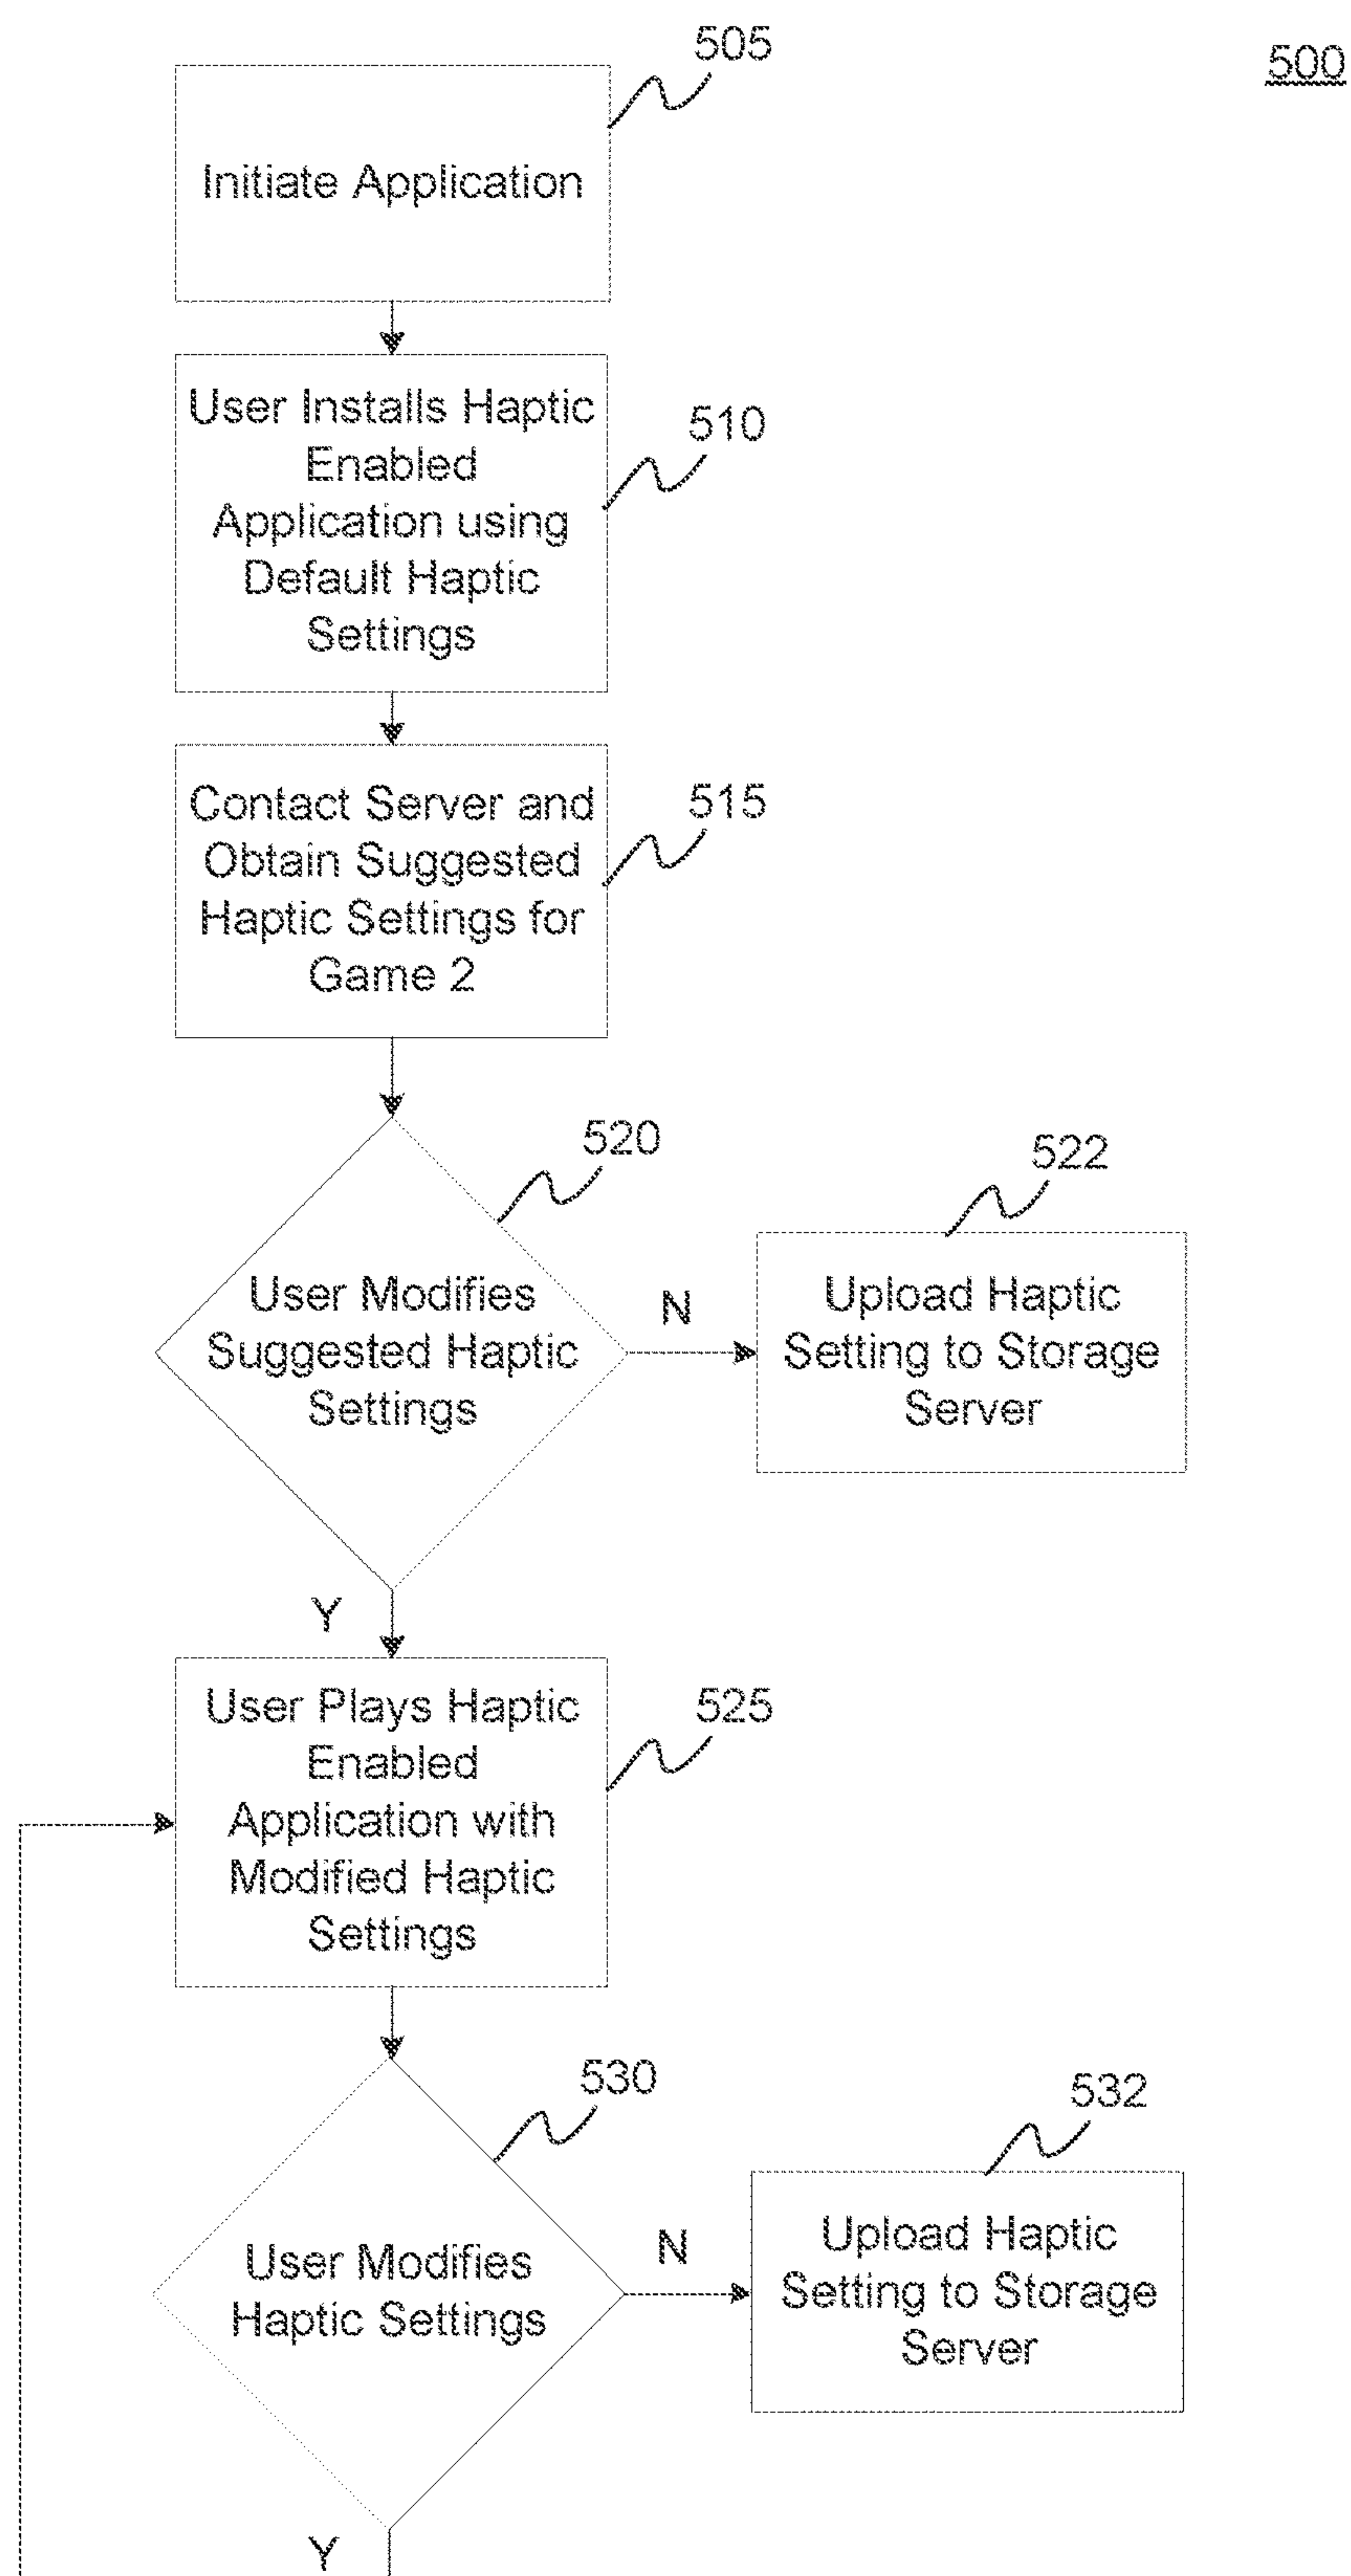 505
500
Initiate Application
User Installs Haptic
Enabled
Application using
Default Haptic
Settings
510
Contact Server and
Obtain Suggested
Haptic Settings for
Game 2
515
520
522
User Modifies
Suggested Haptic
Settings
N
Upload Haptic
Setting to Storage
Server
Y
User Plays Haptic
Enabled
Application with
Modified Haptic
Settings
525
530
532
User Modifies
Haptic Settings
N
Upload Haptic
Setting to Storage
Server
Y